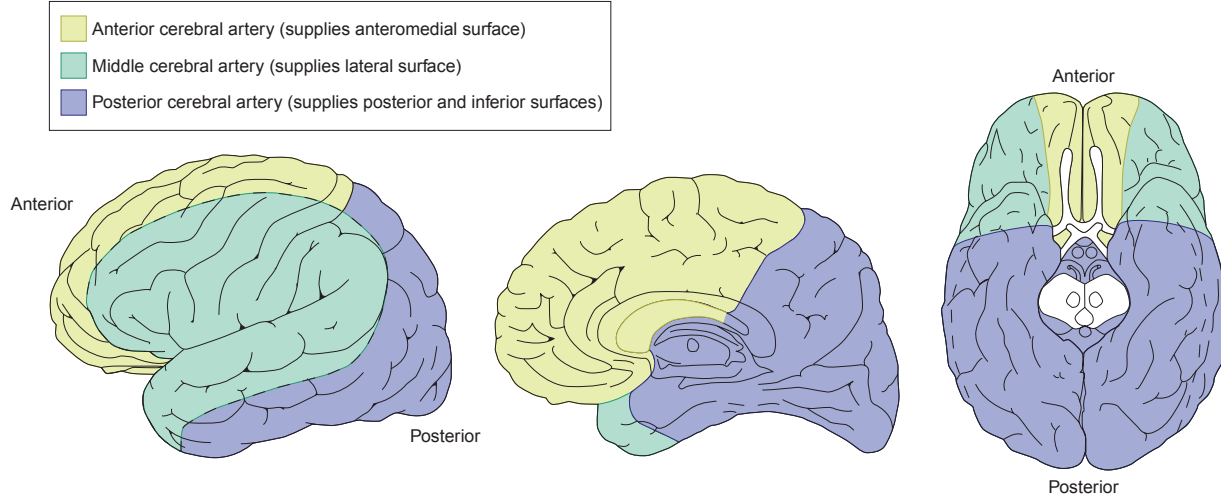 Anterior cerebral artery (supplies anteromedial surface)
Middle cerebral artery (supplies lateral surface)
Posterior cerebral artery (supplies posterior and inferior surfaces)
Anterior
Anterior
Posterior
Posterior